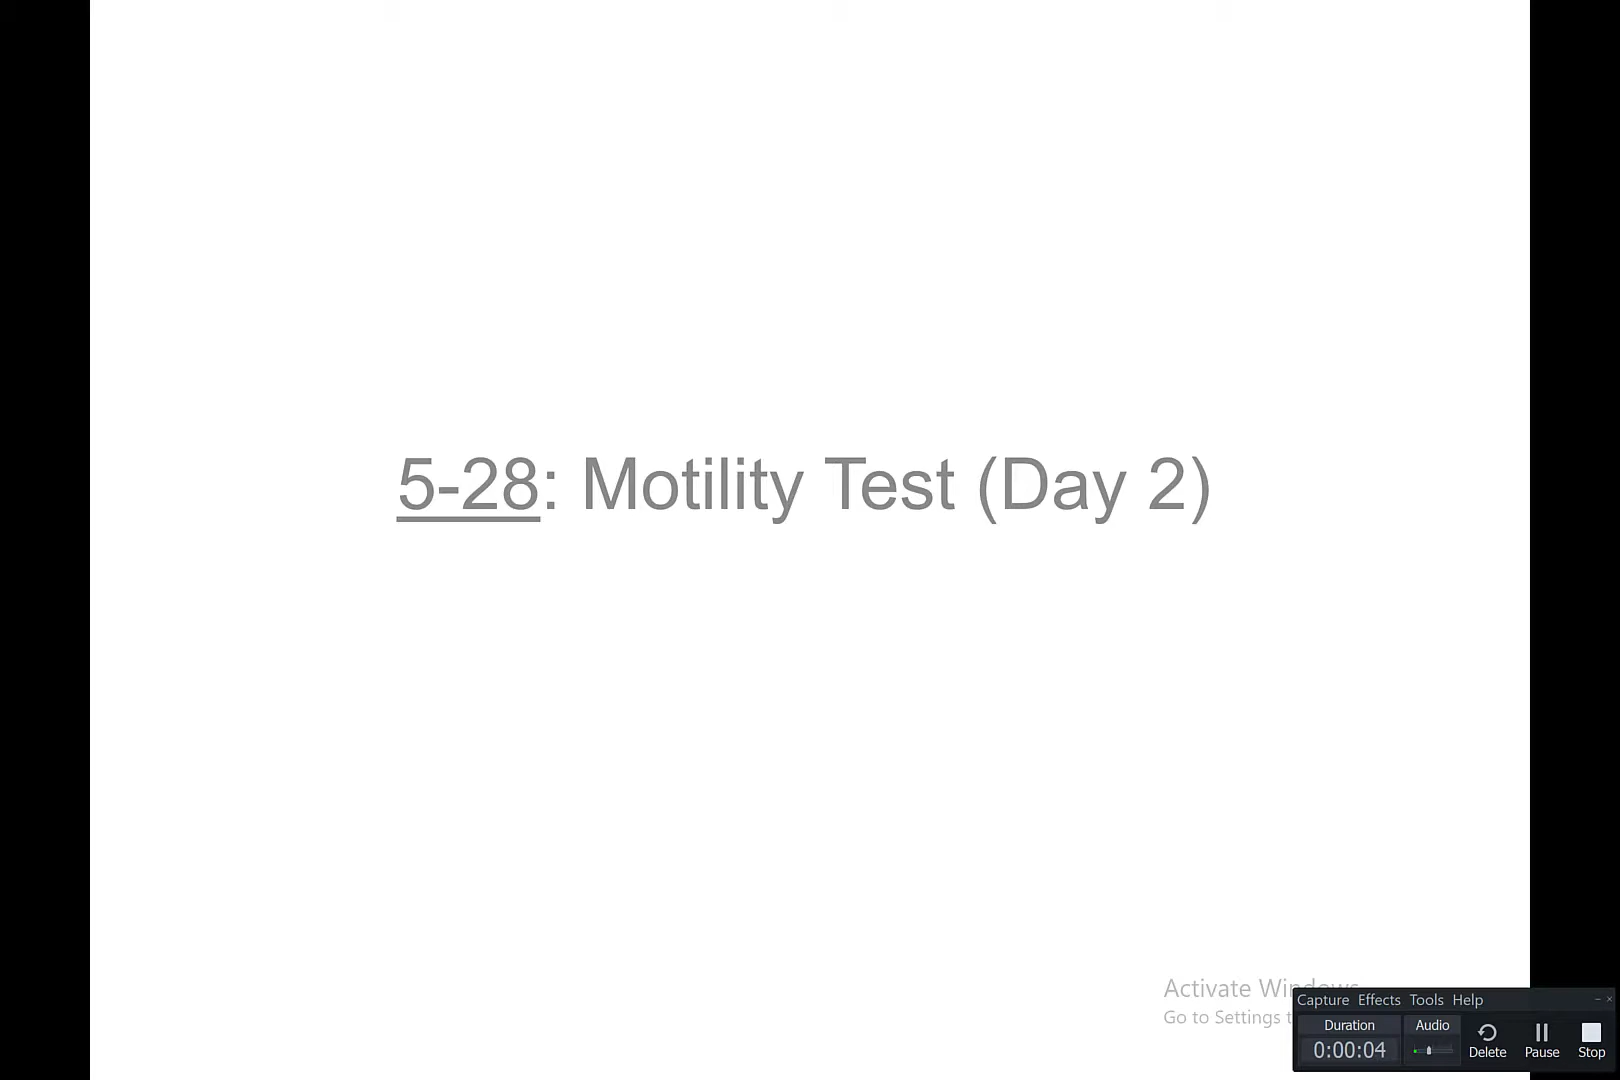 5-28: Motility Test (Day 2)
Activate Windows
Go to Settings t
Capture Effects Tools Help
Duration
Audio
0:00:04
Delete
Pause
Stop